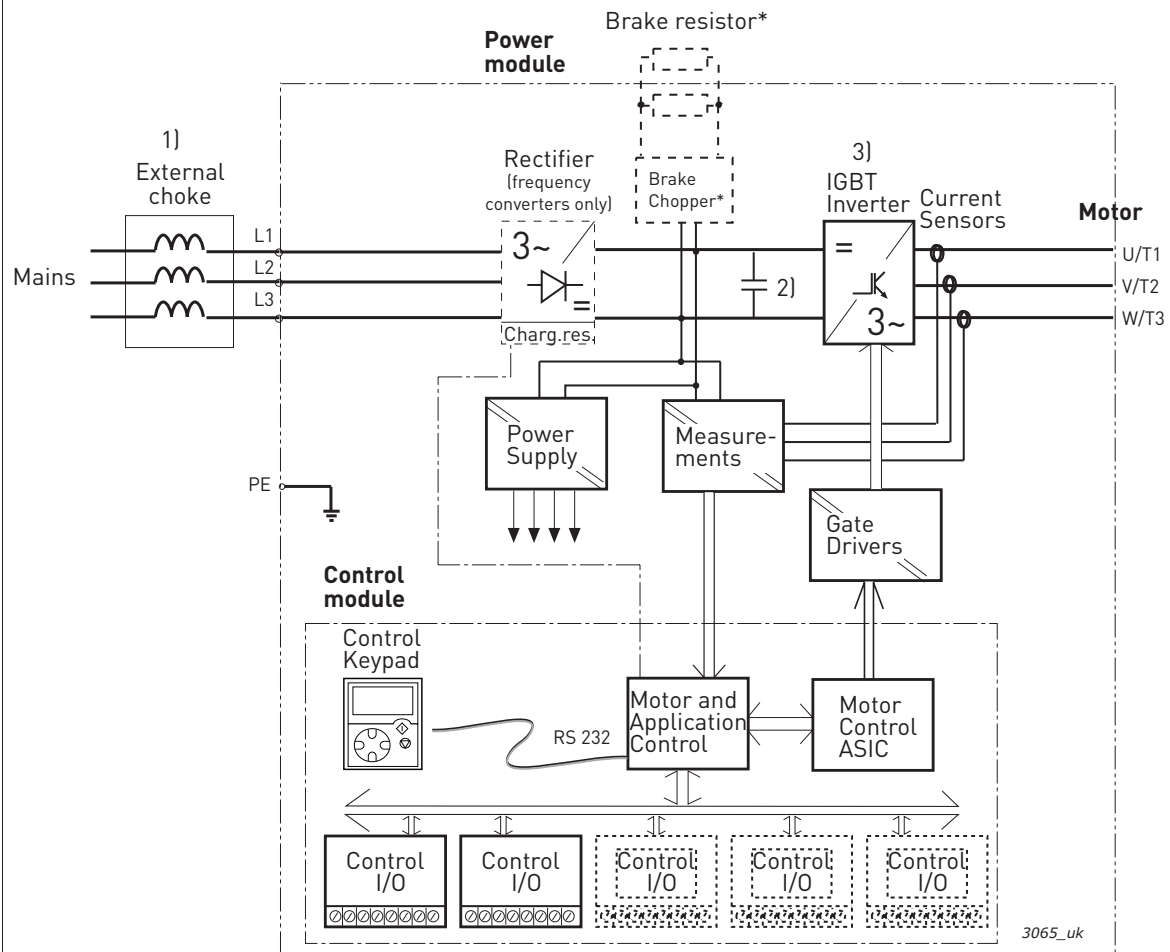 Brake resistor*
Power
module
1)
External
choke
Rectifier
(frequency
converters only)
Brake
Chopper*
3)
IGBT
Inverter
Current
Sensors
Motor
Mains
L1
L2
L3
3~
=
Charg.res.
2)
=
3~
U/T1
V/T2
W/T3
Power
Supply
Measure-
ments
PE
Gate
Drivers
Control
module
Control
Keypad
RS 232
Motor and
Application
Control
Motor
Control
ASIC
Control
I/O
Control
I/O
Control
I/O
Control
I/O
Control
I/O
3065_uk